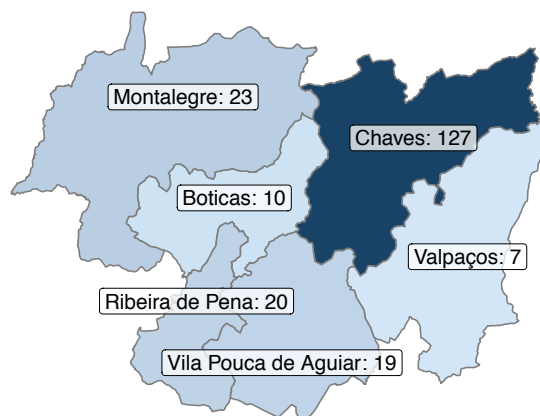 Montalegre: 23
Chaves: 127
Boticas: 10
Valpaços: 7
Ribeira de Pena: 20
Vila Pouca de Aguiar: 19